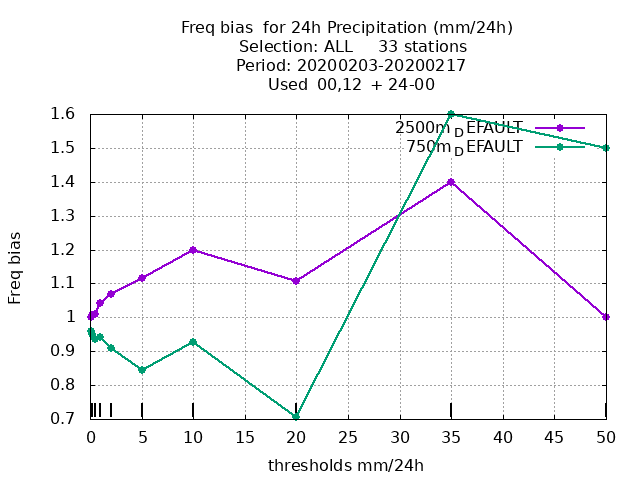 Freq bias  for 24h Precipitation (mm/24h)
Selection: ALL     33 stations
Period: 20200203-20200217
Used  00,12  + 24-00
2500m_DEFAULT
750m_DEFAULT
Freq bias
1.6
1.5
1.4
1.3
1.2
1.1
1
0.9
0.8
0.7
0 5 10 15 20 25 30 35 40 45 50
thresholds mm/24h